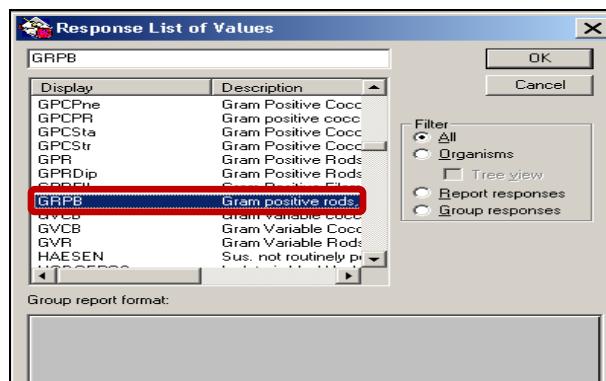 Response List of Values
GRPB
OK
Cancel
Display Description
GPCPne Gram Positive Cocc
GPCPR Gram positive cocc
GPCSta Gram Positive Cocc
GPCStr Gram Positive Cocc
GPR Gram Positive Rods
GPRDip Gram Positive Rods
Gram Positive Filam
GRPB Gram positive rods,
GVCB Gram Variable Cocc
GVR Gram Variable Rods
HAESEN Sus. not routinely p
Filter
All
Organisms
Tree view
Report responses
Group responses
Group report format: